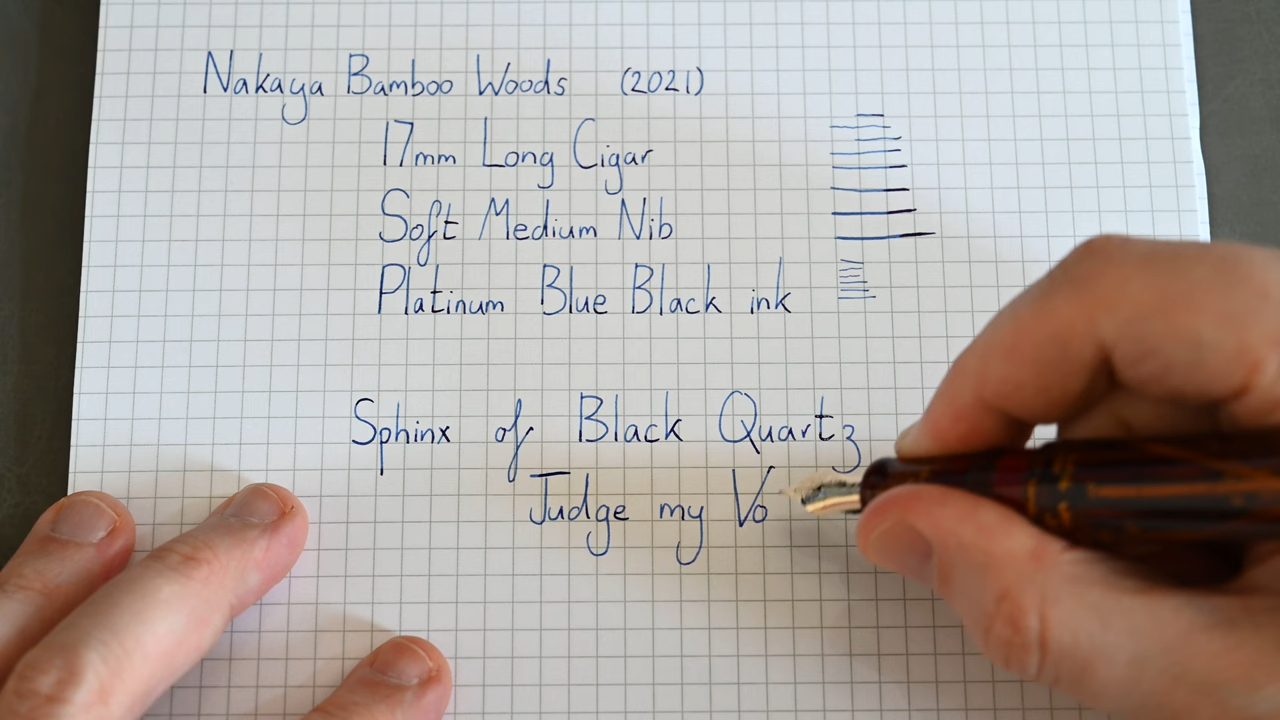 Nakaya Bamboo Woods (2021)
17mm Long Cigar
Soft Medium Nib
Platinum Blue Black ink
Sphinx of Black Quartz
Judge my Vo